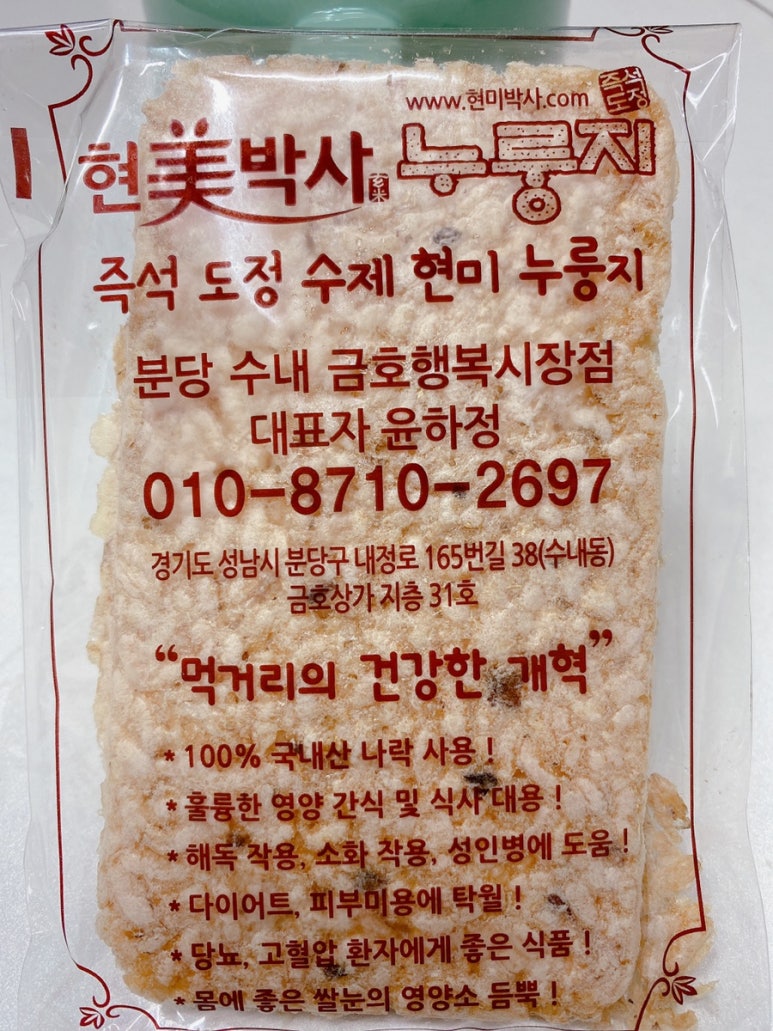 www.현미박사.com
즉석
도정
현美박사 玄米 누룽지
즉석 도정 수제 현미 누룽지
분당 수내 금호행복시장점
대표자 윤하정
010-8710-2697
경기도 성남시 분당구 내정로 165번길 38(수내동)
금호상가 지층 31호
“먹거리의 건강한 개혁”
* 100% 국내산 나락 사용 !
* 훌륭한 영양 간식 및 식사 대용 !
* 해독 작용, 소화 작용, 성인병에 도움 !
* 다이어트, 피부미용에 탁월 !
* 당뇨, 고혈압 환자에게 좋은 식품 !
* 몸에 좋은 쌀눈의 영양소 듬뿍 !